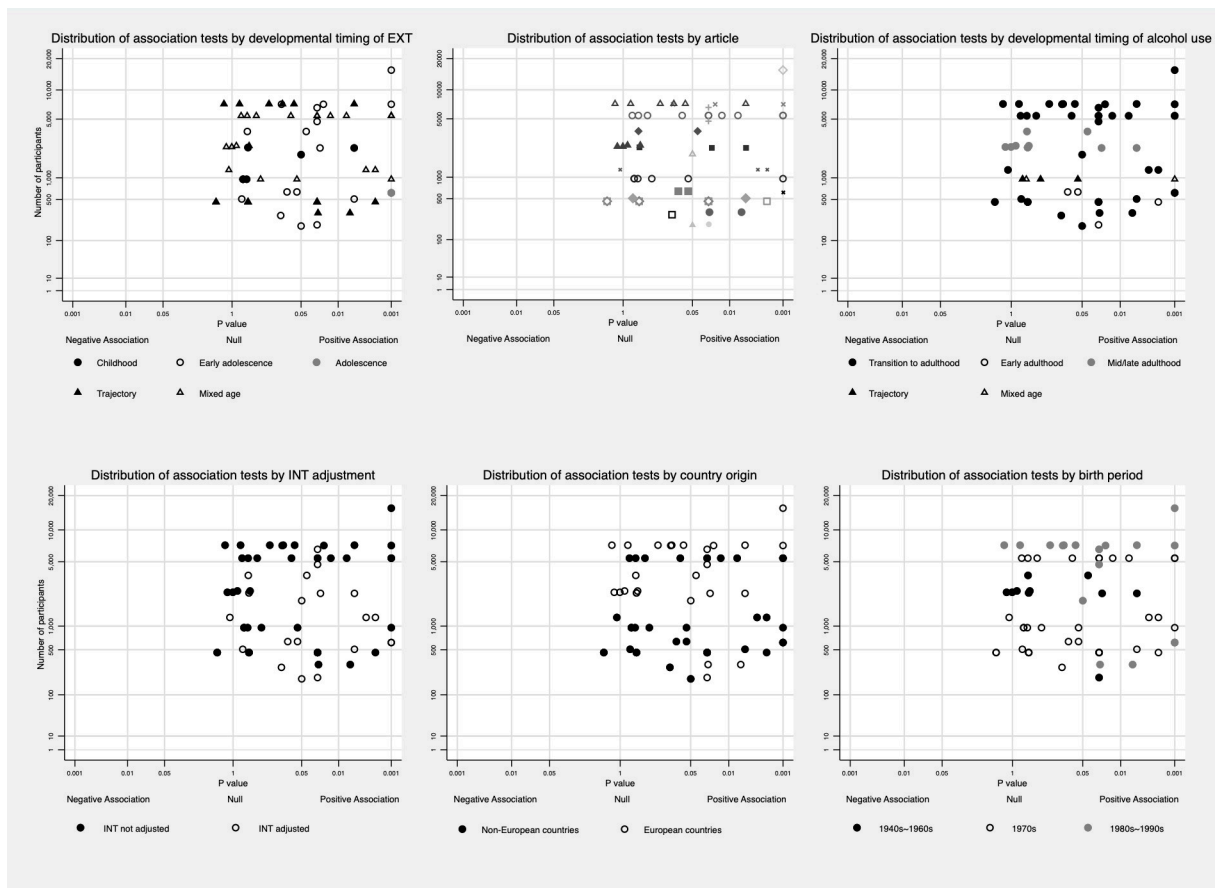 Distribution of association tests by developmental timing of EXT
Number of participants
20,000
10,000
5,000
1,000
500
100
10
1
0.001
0.01
0.05
1
0.05
0.01
0.001
P value
Negative Association
Null
Positive Association
Childhood
Early adolescence
Adolescence
Trajectory
Mixed age
Distribution of association tests by article
20000
10000
5000
1000
500
100
10
1
0.001
0.01
0.05
1
0.05
0.01
0.001
P value
Negative Association
Null
Positive Association
Distribution of association tests by developmental timing of alcohol use
20,000
10,000
5,000
1,000
500
100
10
1
0.001
0.01
0.05
1
0.05
0.01
0.001
P value
Negative Association
Null
Positive Association
Transition to adulthood
Early adulthood
Mid/late adulthood
Trajectory
Mixed age
Distribution of association tests by INT adjustment
Number of participants
20,000
10,000
5,000
1,000
500
100
10
1
0.001
0.01
0.05
1
0.05
0.01
0.001
P value
Negative Association
Null
Positive Association
INT not adjusted
INT adjusted
Distribution of association tests by country origin
20,000
10,000
5,000
1,000
500
100
10
1
0.001
0.01
0.05
1
0.05
0.01
0.001
P value
Negative Association
Null
Positive Association
Non-European countries
European countries
Distribution of association tests by birth period
Number of participants
20,000
10,000
5,000
1,000
500
100
10
1
0.001
0.01
0.05
1
0.05
0.01
0.001
P value
Negative Association
Null
Positive Association
1940s~1960s
1970s
1980s~1990s